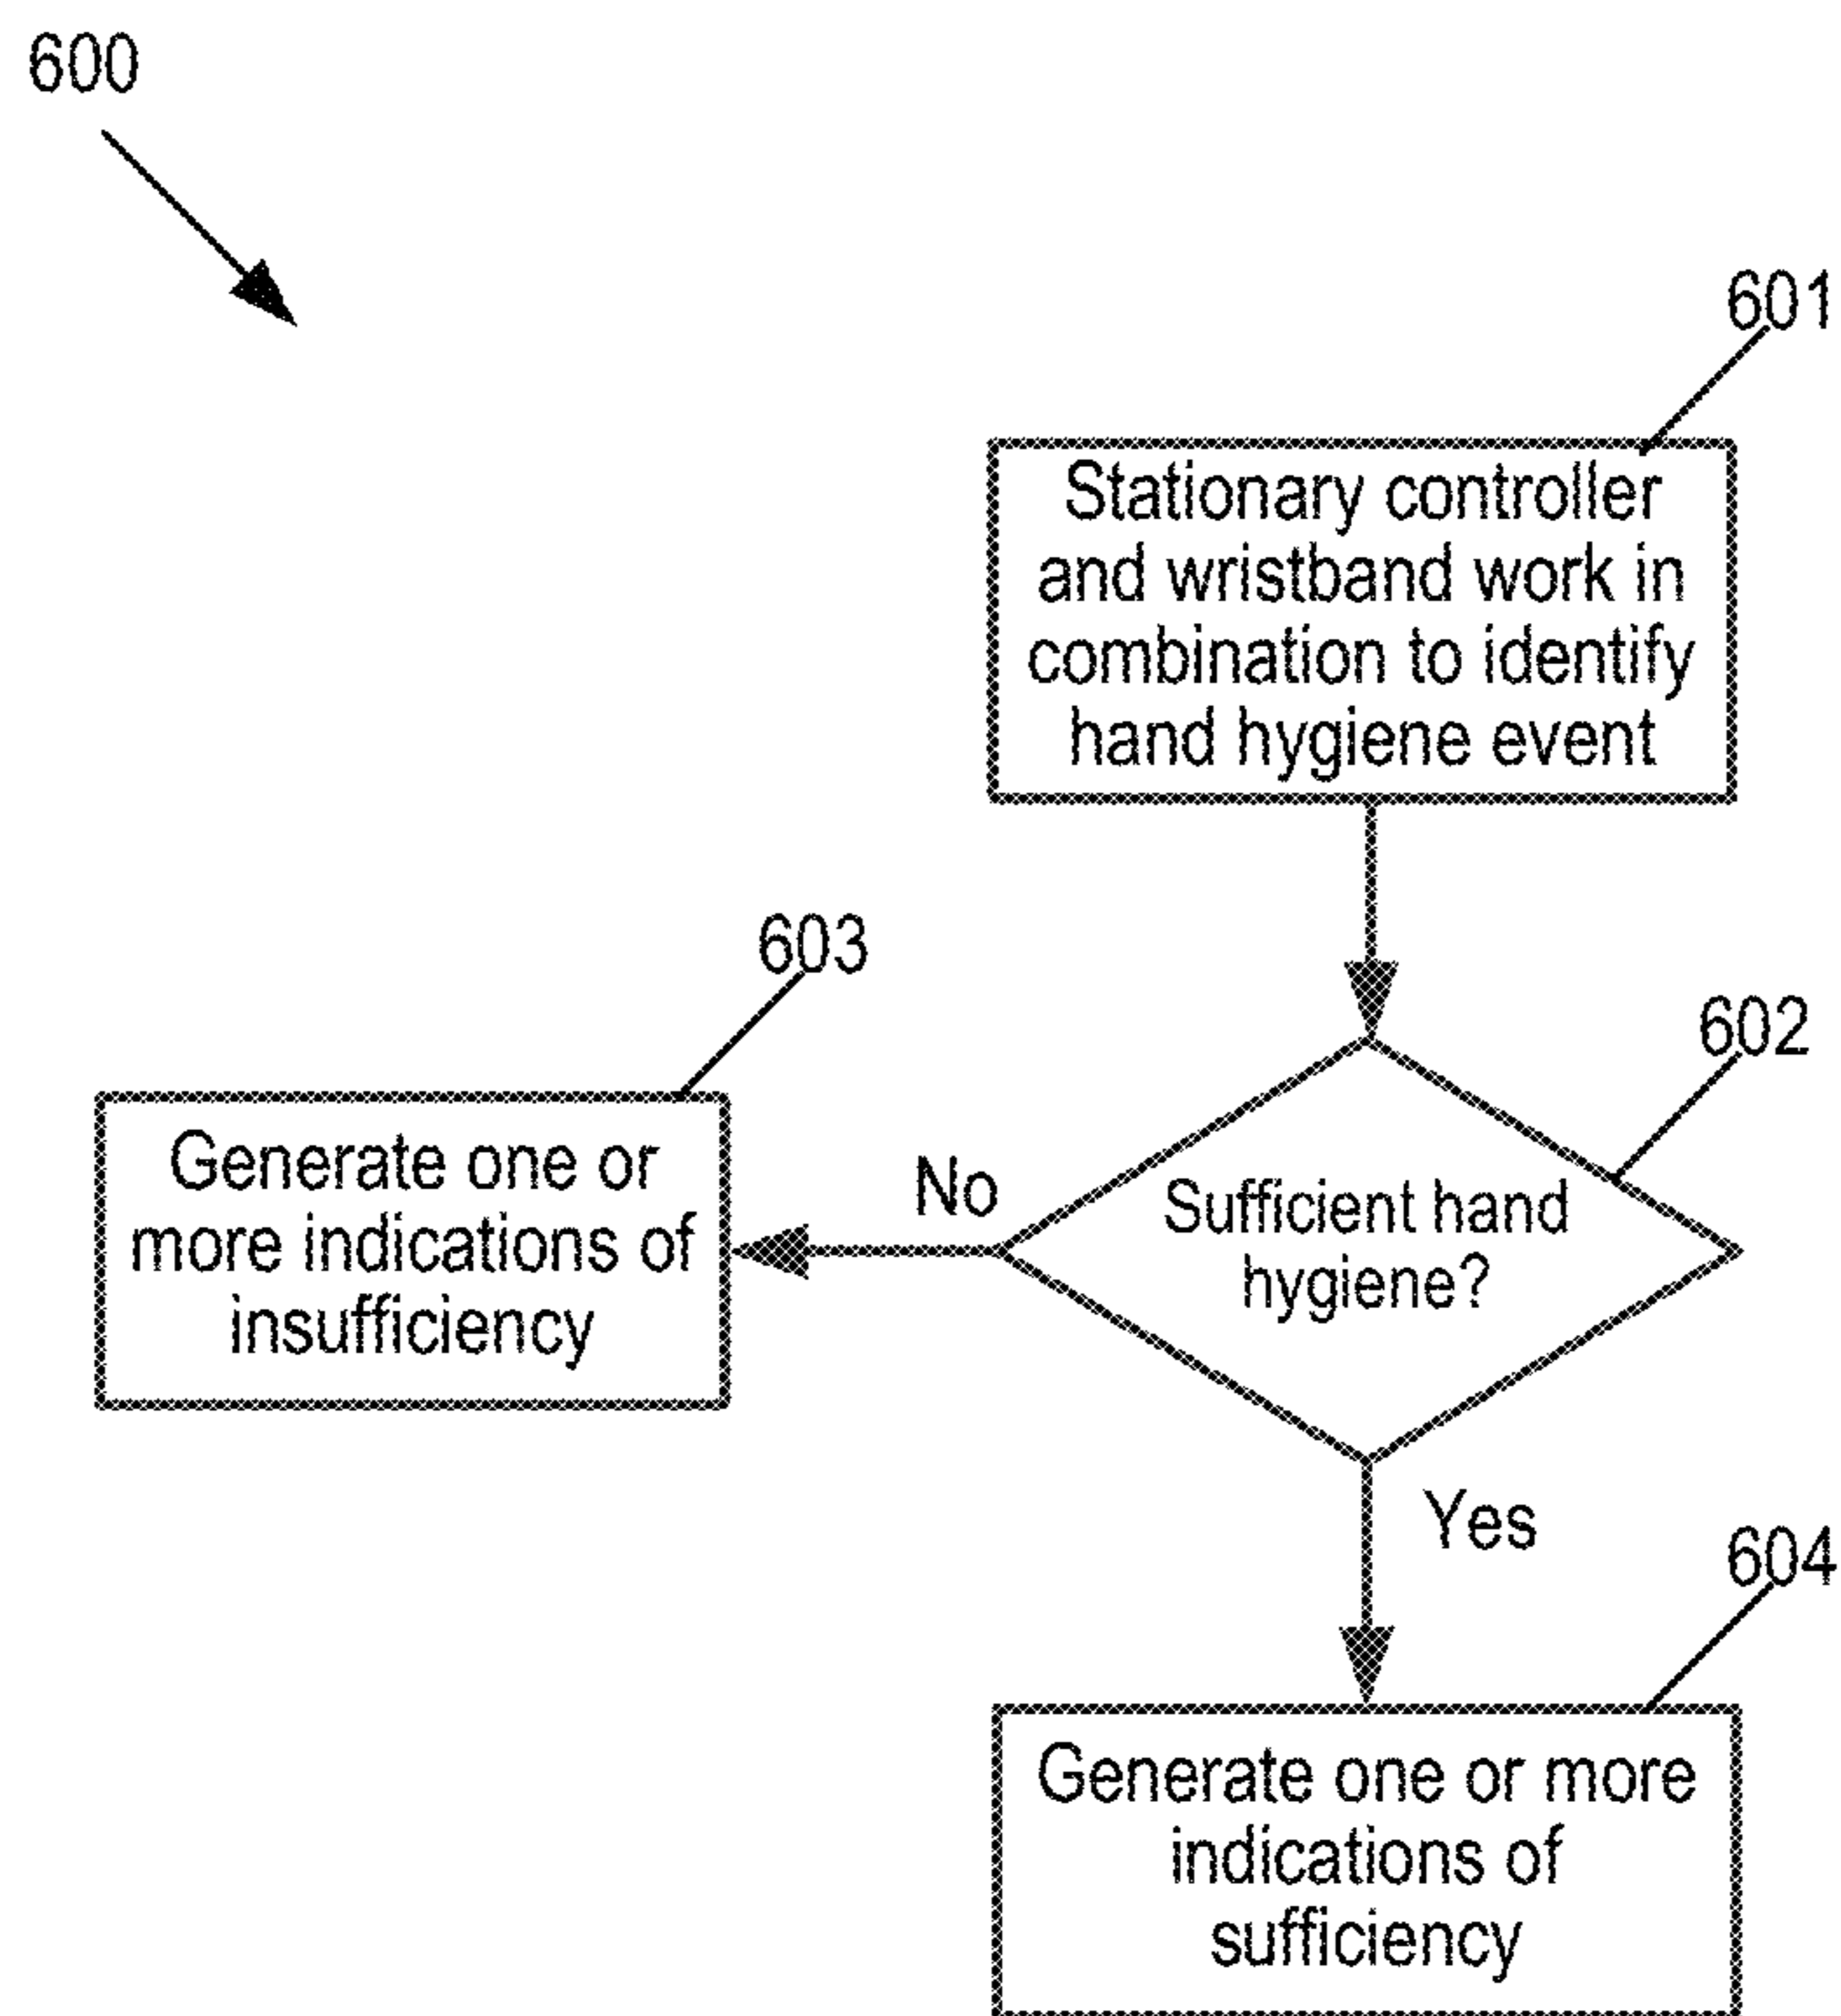 600
601
Stationary controller
and wristband work in
combination to identify
hand hygiene event
603
602
Generate one or
more indications of
insufficiency
No
Sufficient hand
hygiene?
Yes
604
Generate one or more
indications of
sufficiency